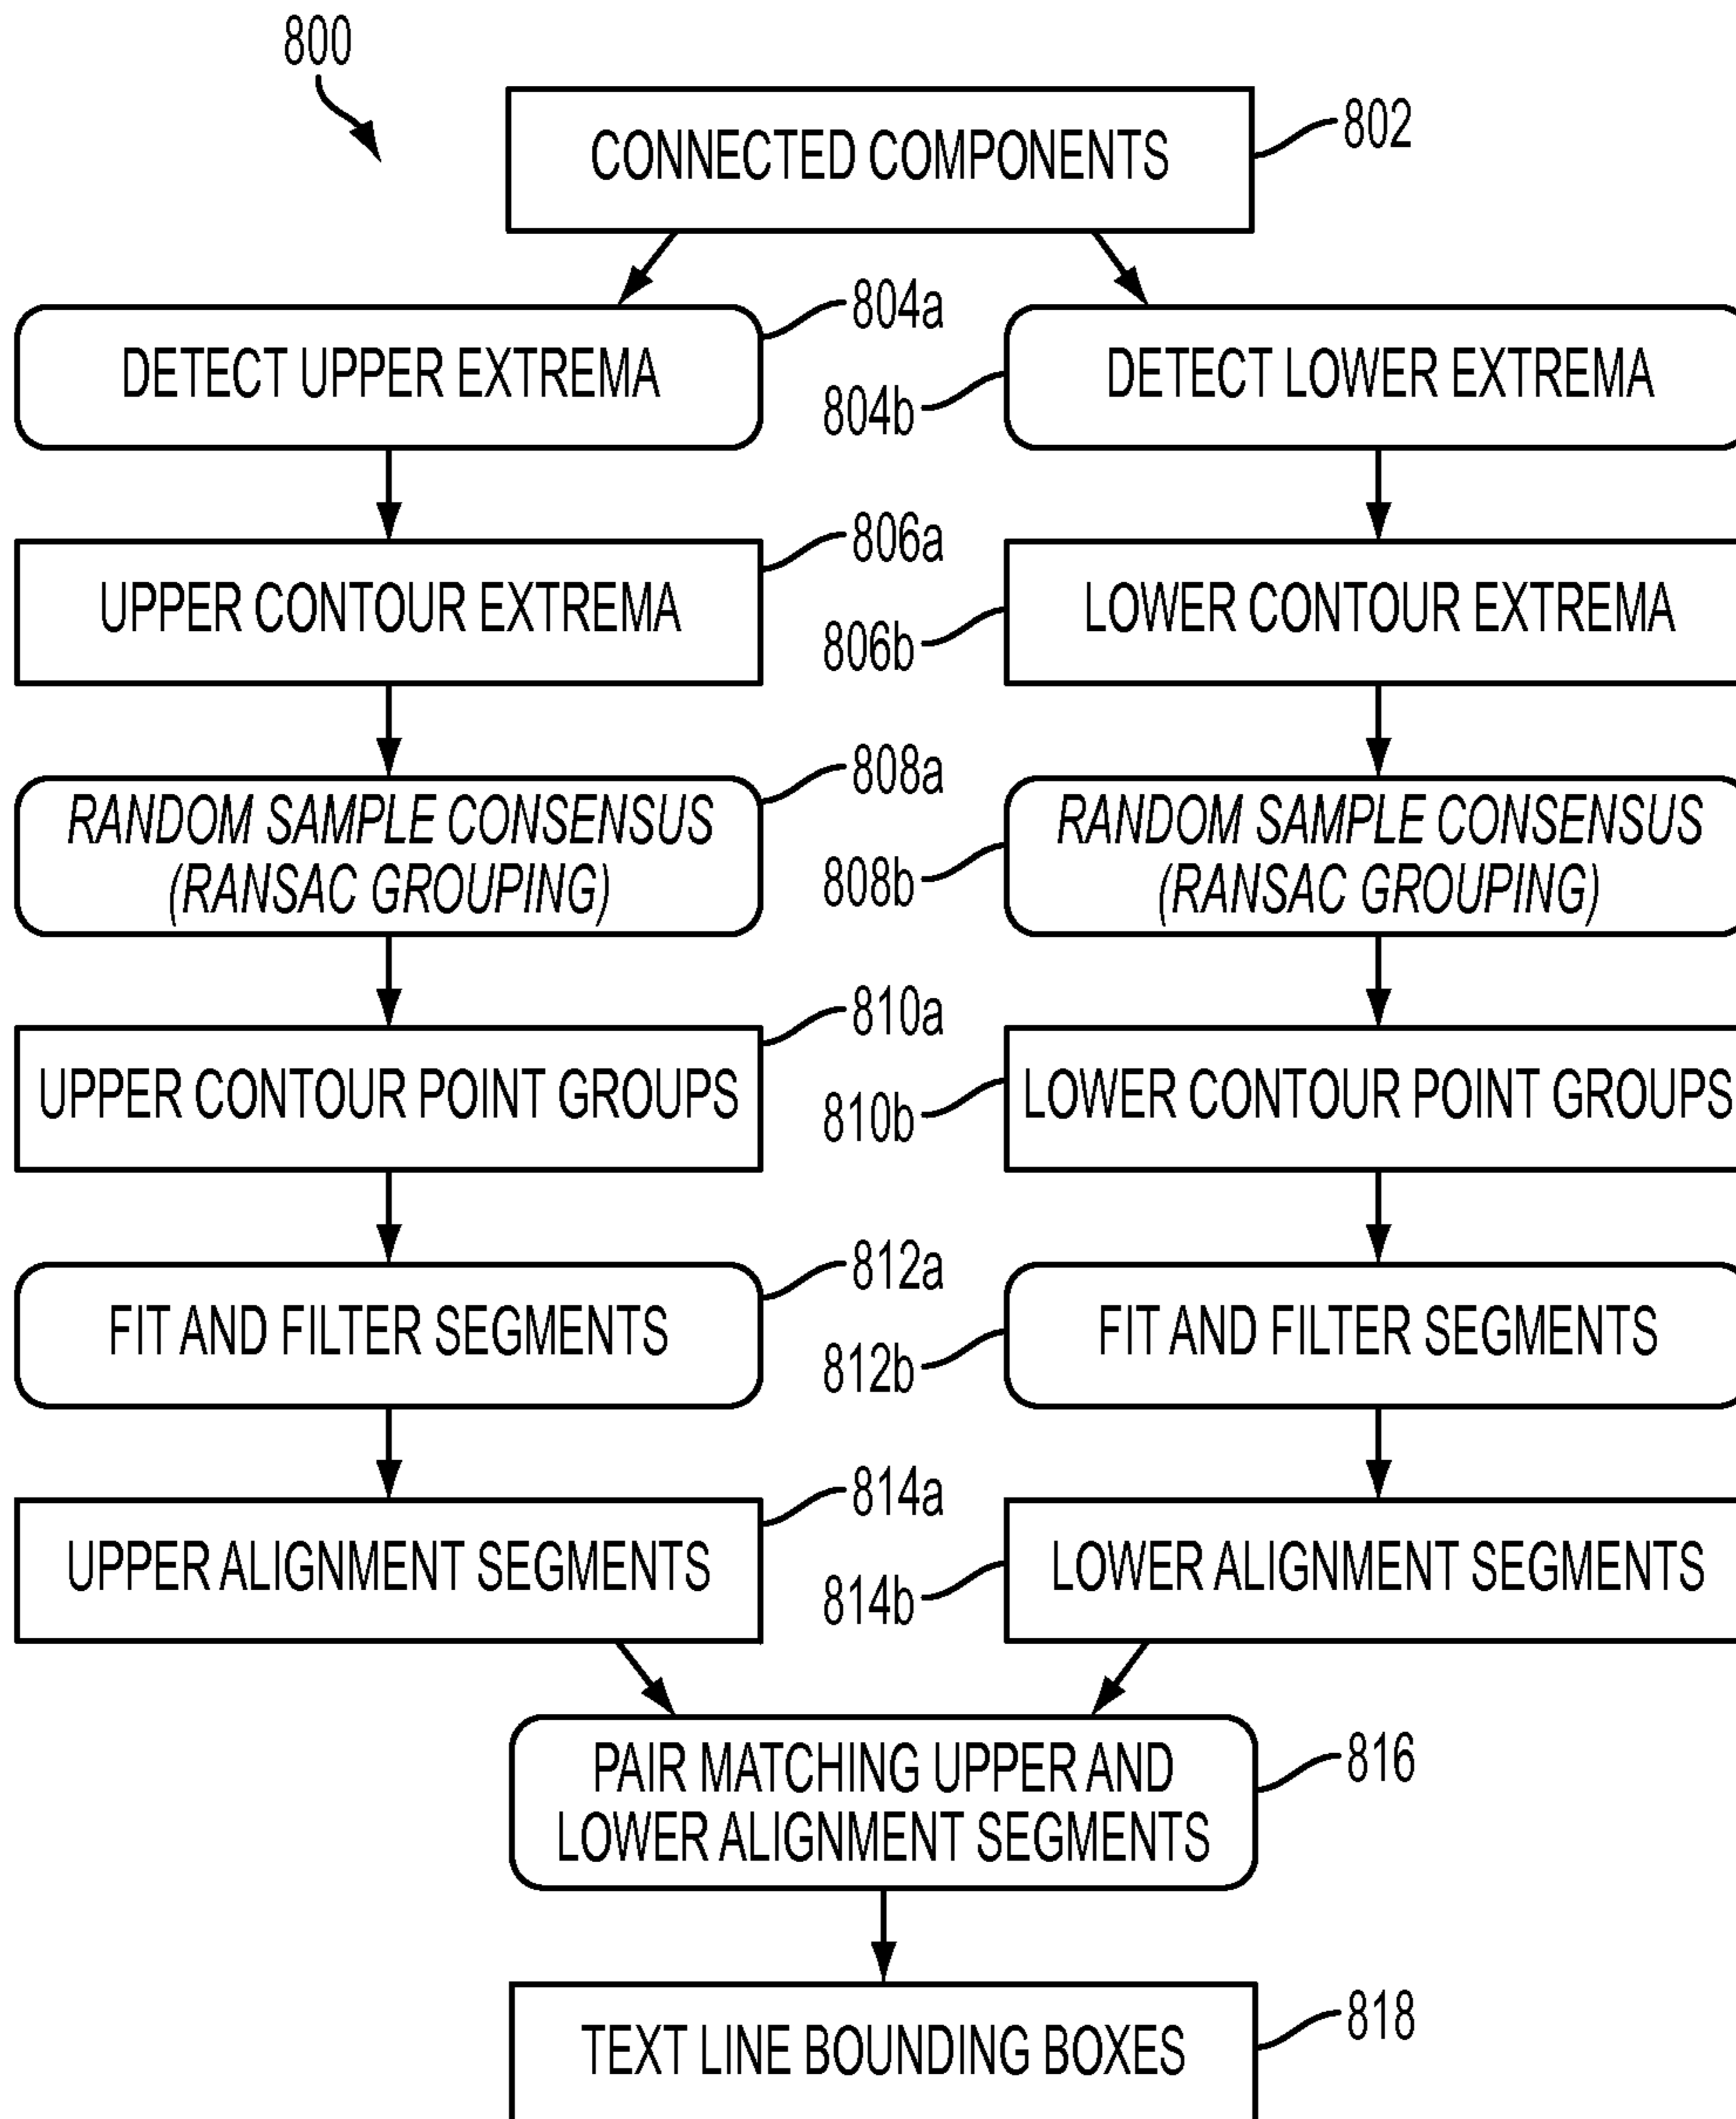 800
CONNECTED COMPONENTS
802
DETECT UPPER EXTREMA
804a
804b
DETECT LOWER EXTREMA
UPPER CONTOUR EXTREMA
806a
806b
LOWER CONTOUR EXTREMA
RANDOM SAMPLE CONSENSUS
(RANSAC GROUPING)
808a
808b
RANDOM SAMPLE CONSENSUS
(RANSAC GROUPING)
UPPER CONTOUR POINT GROUPS
810a
810b
LOWER CONTOUR POINT GROUPS
FIT AND FILTER SEGMENTS
812a
812b
FIT AND FILTER SEGMENTS
UPPER ALIGNMENT SEGMENTS
814a
814b
LOWER ALIGNMENT SEGMENTS
PAIR MATCHING UPPER AND
LOWER ALIGNMENT SEGMENTS
816
TEXT LINE BOUNDING BOXES
818